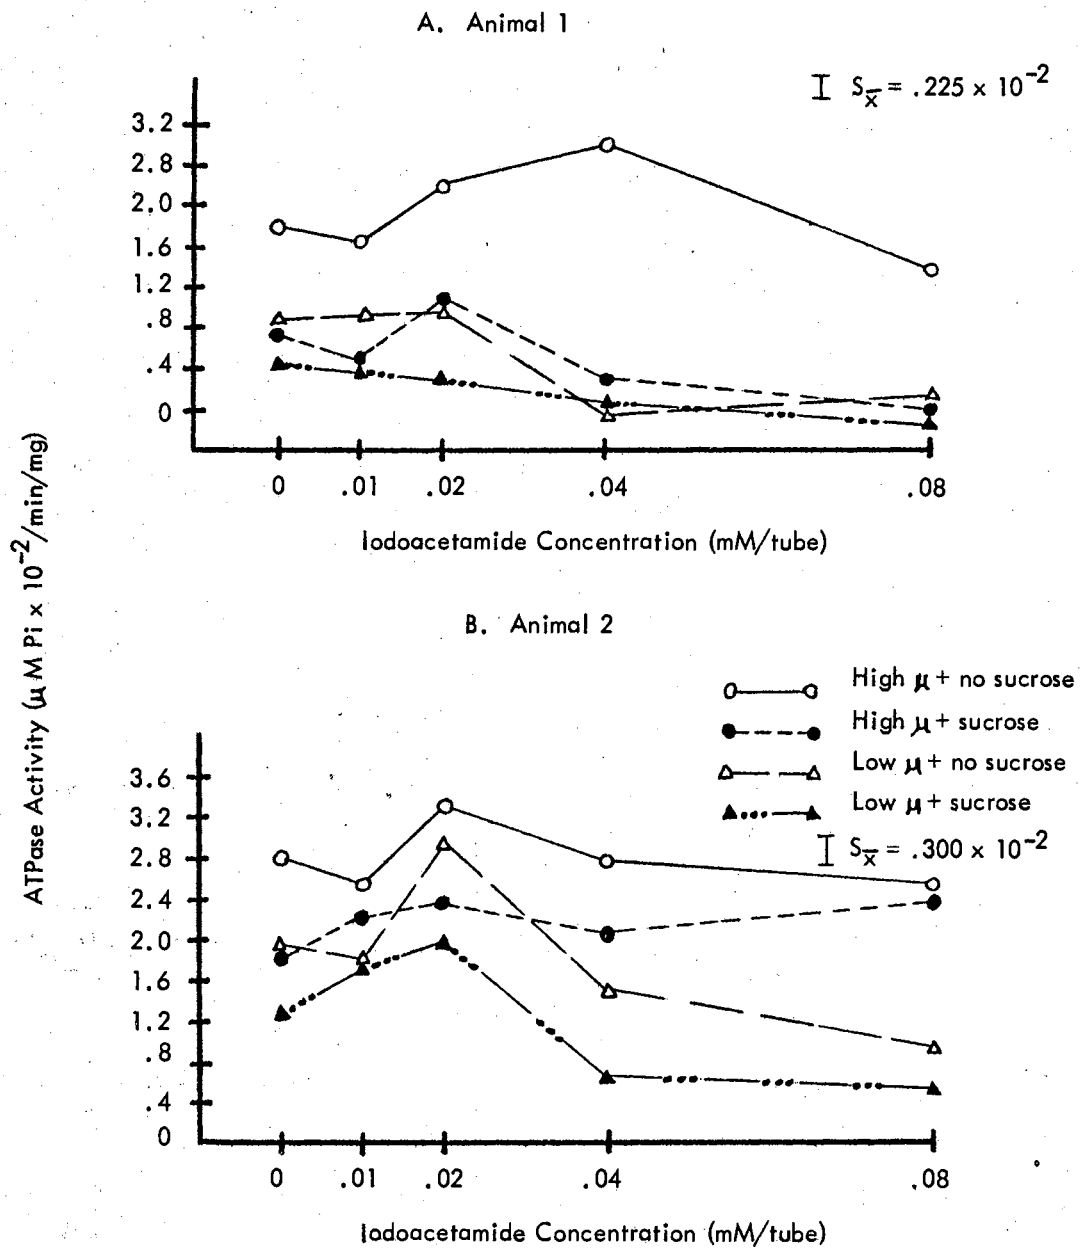 A. Animal 1
S x̄ = .225 x 10⁻²
3.2
2.8
2.0
1.6
1.2
.8
.4
0
0 .01 .02 .04 .08
Iodoacetamide Concentration (mM/tube)
ATPase Activity (μ M Pi x 10⁻²/min/mg)
B. Animal 2
High μ + no sucrose
High μ + sucrose
Low μ + no sucrose
Low μ + sucrose
S x̄ = .300 x 10⁻²
3.6
3.2
2.8
2.4
2.0
1.6
1.2
.8
.4
0
0 .01 .02 .04 .08
Iodoacetamide Concentration (mM/tube)